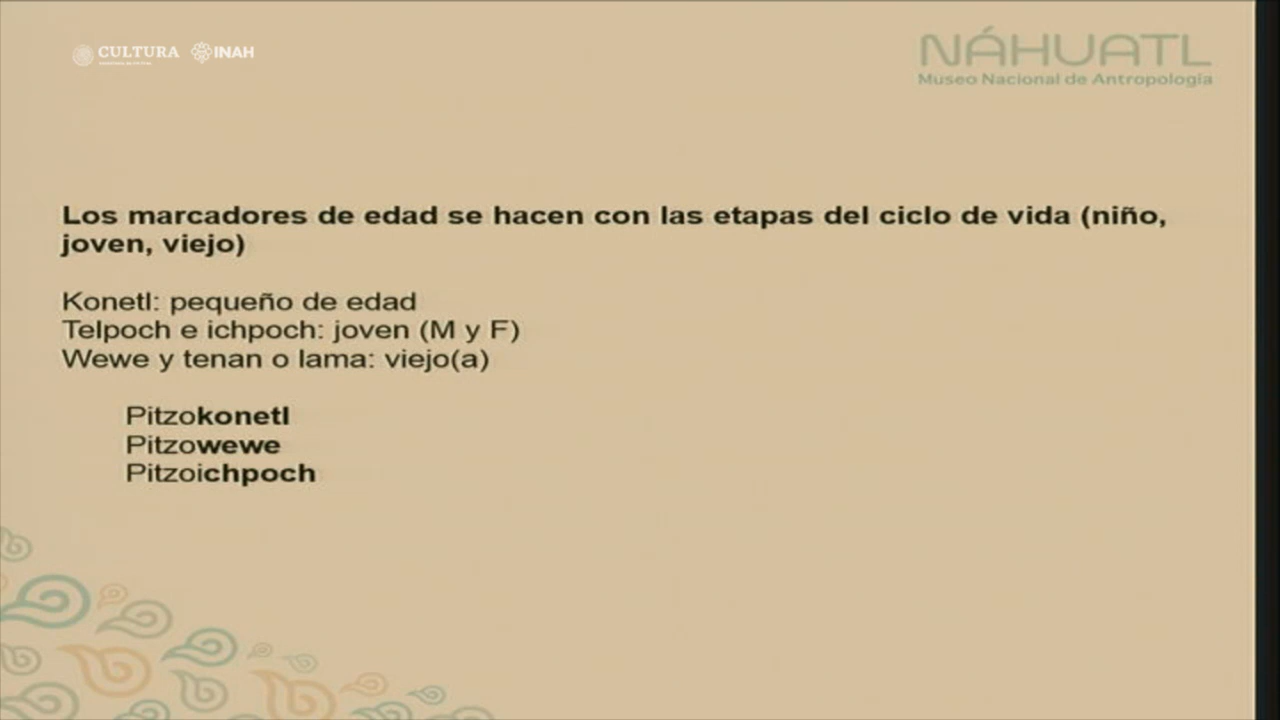 CULTURA INAH
NÁHUATL
Museo Nacional de Antropología
Los marcadores de edad se hacen con las etapas del ciclo de vida (niño,
joven, viejo)
Konetl: pequeño de edad
Telpoch e ichpoch: joven (M y F)
Wewe y tenan o lama: viejo(a)
Pitzokonetl
Pitzowewe
Pitzoichpoch